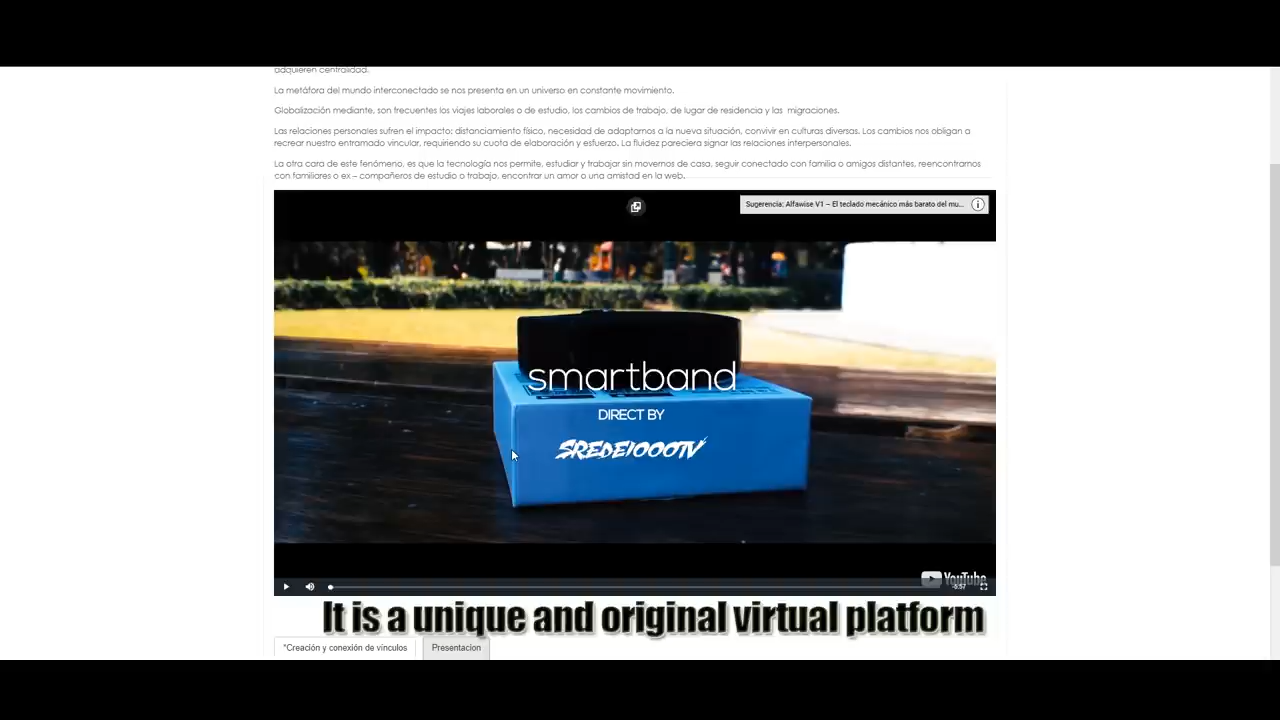 adquieren centralidad.
La metáfora del mundo interconectado se nos presenta en un universo en constante movimiento.
Globalización mediante, son frecuentes los viajes laborales o de estudio, los cambios de trabajo, de lugar de residencia y las migraciones.
Las relaciones personales sufren el impacto: distanciamiento físico, necesidad de adaptarnos a la nueva situación, convivir en culturas diversas. Los cambios nos obligan a
recrear nuestro entramado vincular, requiriendo su cuota de elaboración y esfuerzo. La fluidez pareciera signar las relaciones interpersonales.
La otra cara de este fenómeno, es que la tecnología nos permite, estudiar y trabajar sin movernos de casa, seguir conectado con familia o amigos distantes, reencontrarnos
con familiares o ex – compañeros de estudio o trabajo, encontrar un amor o una amistad en la web.
Sugerencia: Alfawise V1 – El teclado mecánico más barato del mu...
smartband
DIRECT BY
SREDE1000TV
YouTube
It is a unique and original virtual platform
*Creación y conexión de vínculos
Presentacion